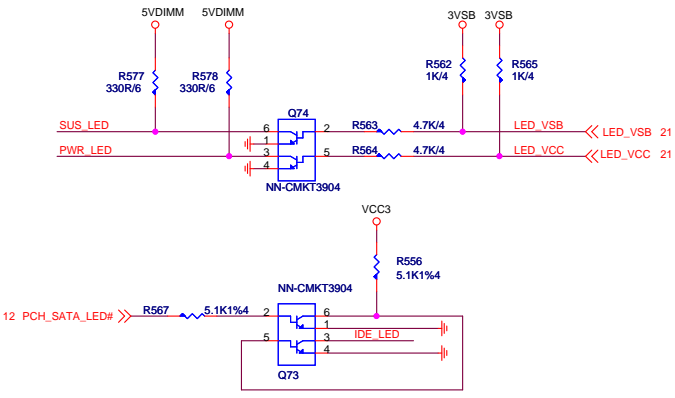 5VDIMM 5VDIMM 3VSB 3VSB
R577 330R/6
R578 330R/6
R562 1K/4
R565 1K/4
Q74
SUS_LED 6 2 R563 4.7K/4 LED_VSB LED_VSB 21
1
PWR_LED 3 5 R564 4.7K/4 LED_VCC LED_VCC 21
4
NN-CMKT3904
VCC3
R556
5.1K1%4
NN-CMKT3904
12 PCH_SATA_LED# R567 5.1K1%4 2 6
1
5 3 IDE_LED
4
Q73